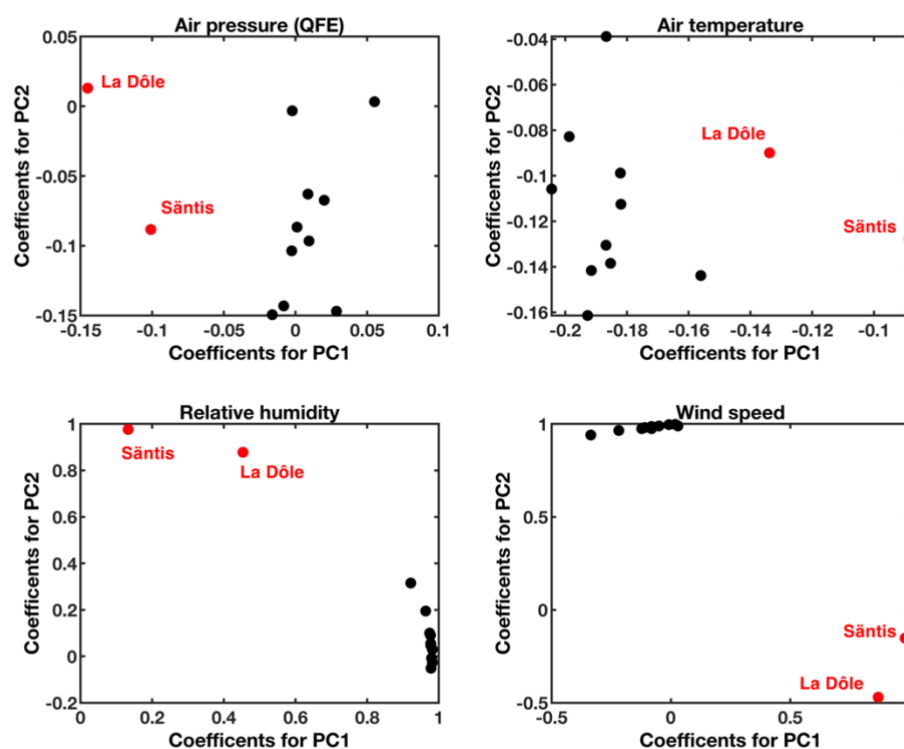 Air pressure (QFE)
0.05
0
-0.05
-0.1
-0.15
-0.15
-0.1
-0.05
0
0.05
0.1
Coefficents for PC2
Coefficents for PC1
La Dôle
Säntis
Air temperature
-0.04
-0.06
-0.08
-0.1
-0.12
-0.14
-0.16
-0.2
-0.18
-0.16
-0.14
-0.12
-0.1
Coefficents for PC2
Coefficents for PC1
La Dôle
Säntis
Relative humidity
1
0.8
0.6
0.4
0.2
0
-0.2
0
0.2
0.4
0.6
0.8
1
Coefficents for PC2
Coefficents for PC1
Säntis
La Dôle
Wind speed
1
0.5
0
-0.5
-0.5
0
0.5
Coefficents for PC2
Coefficents for PC1
Säntis
La Dôle